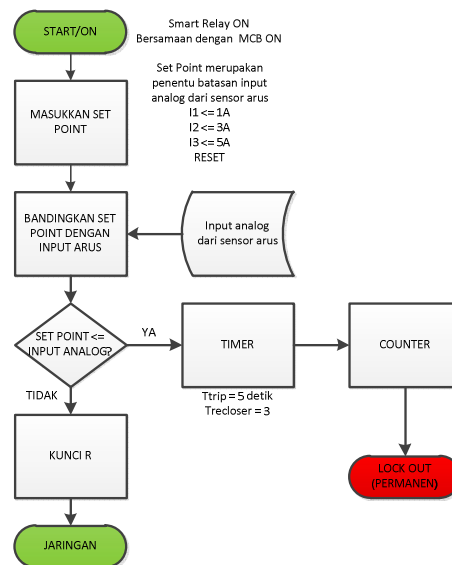 START/ON
Smart Relay ON
Bersamaan dengan MCB ON
MASUKKAN SET
POINT
Set Point merupakan
penentu batasan input
analog dari sensor arus
I1 <= 1A
I2 <= 3A
I3 <= 5A
RESET
BANDINGKAN SET
POINT DENGAN
INPUT ARUS
Input analog
dari sensor arus
SET POINT <=
INPUT ANALOG?
YA
TIMER
COUNTER
Ttrip = 5 detik
Trecloser = 3
TIDAK
KUNCI R
LOCK OUT
(PERMANEN)
JARINGAN